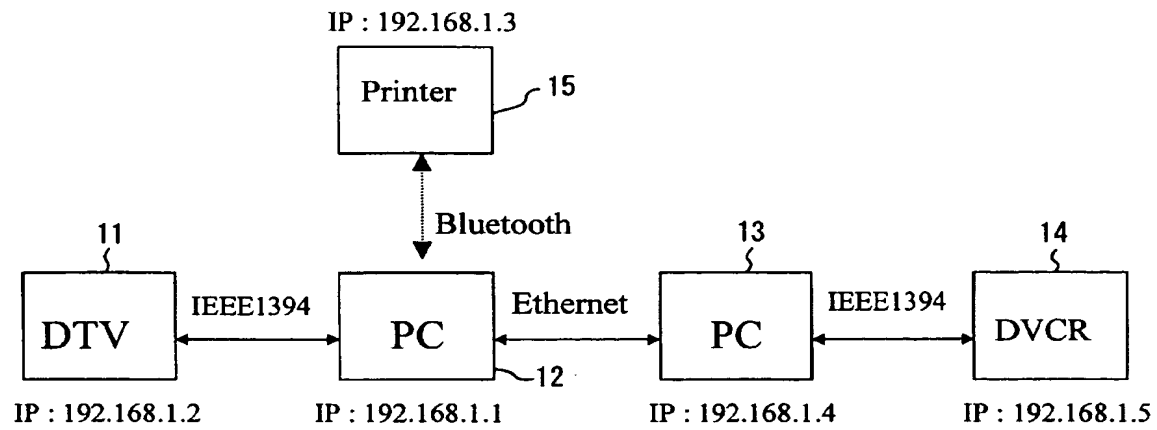 IP : 192.168.1.3
Printer
15
Bluetooth
11
13
14
DTV
IEEE1394
PC
Ethernet
PC
IEEE1394
DVCR
12
IP : 192.168.1.2
IP : 192.168.1.1
IP : 192.168.1.4
IP : 192.168.1.5